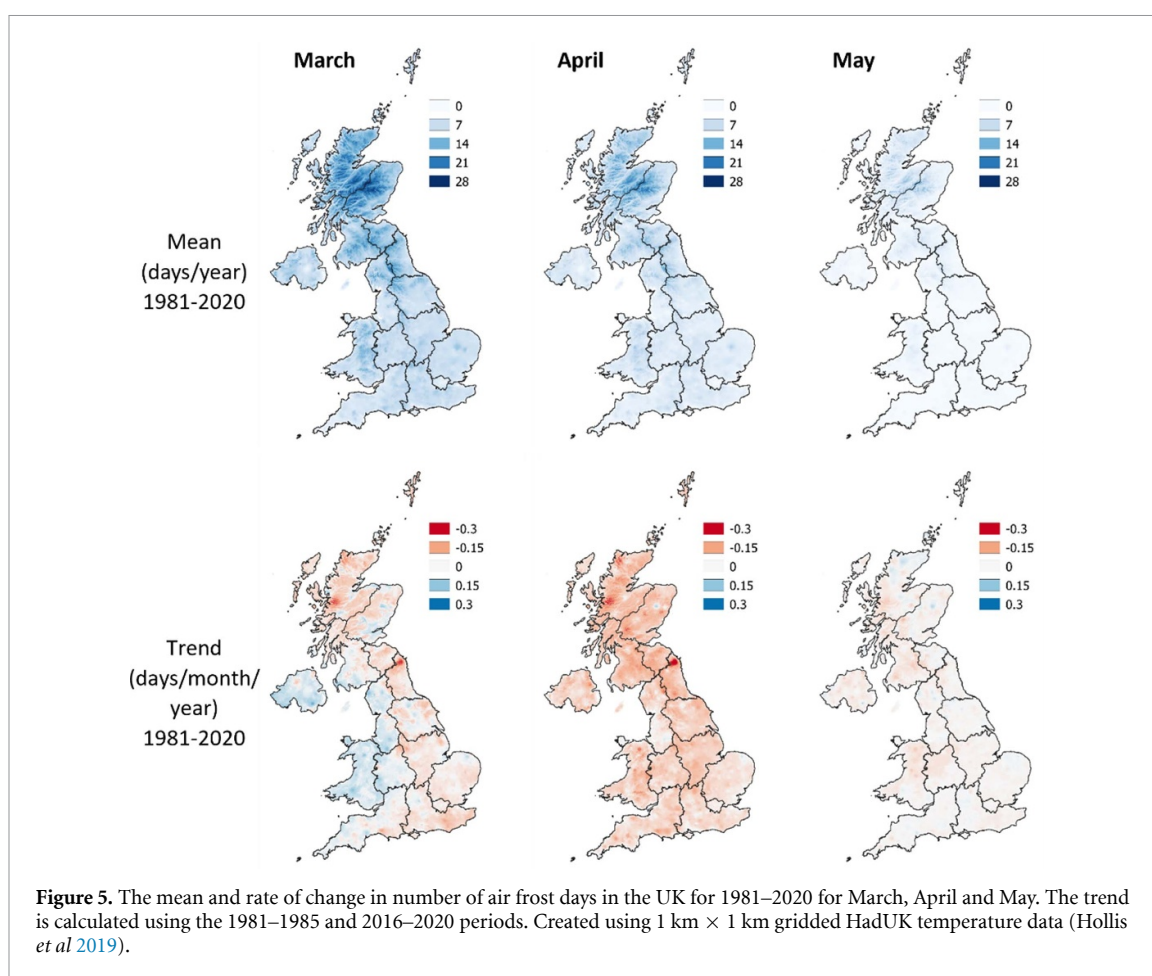 March
April
May
0
7
14
21
28
0
7
14
21
28
0
7
14
21
28
Mean
(days/year)
1981-2020
-0.3
-0.15
0
0.15
0.3
-0.3
-0.15
0
0.15
0.3
-0.3
-0.15
0
0.15
0.3
Trend
(days/month/
year)
1981-2020
Figure 5. The mean and rate of change in number of air frost days in the UK for 1981–2020 for March, April and May. The trend
is calculated using the 1981–1985 and 2016–2020 periods. Created using 1 km × 1 km gridded HadUK temperature data (Hollis
et al 2019).